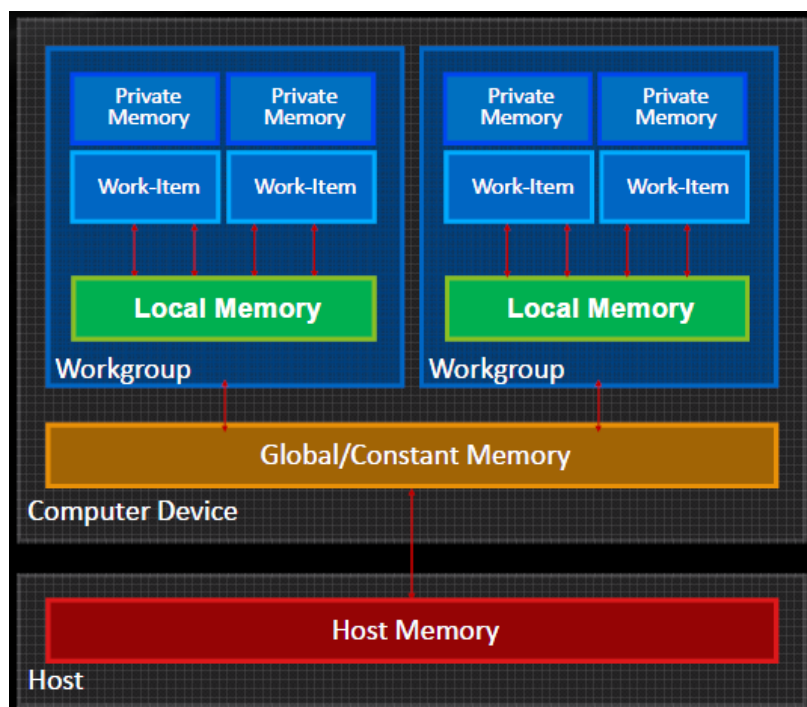 Private
Memory
Private
Memory
Work-Item
Work-Item
Local Memory
Workgroup
Private
Memory
Private
Memory
Work-Item
Work-Item
Local Memory
Workgroup
Global/Constant Memory
Computer Device
Host Memory
Host